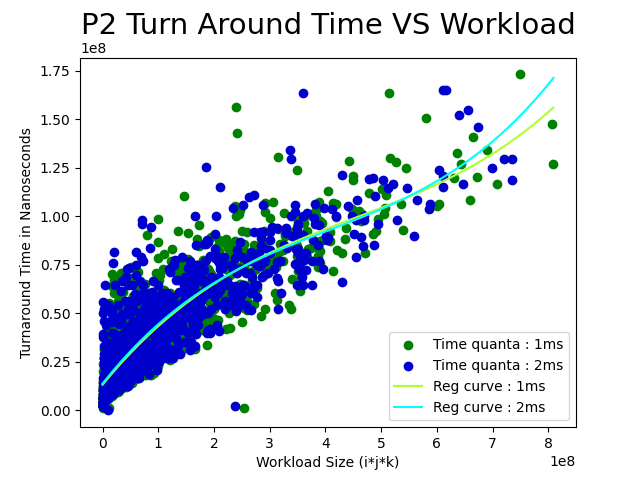 P2 Turn Around Time VS Workload
1e8
1.75
1.50
1.25
1.00
0.75
0.50
0.25
0.00
Turnaround Time in Nanoseconds
Time quanta : 1ms
Time quanta : 2ms
Reg curve : 1ms
Reg curve : 2ms
0 1 2 3 4 5 6 7 8
Workload Size (i*j*k)
1e8